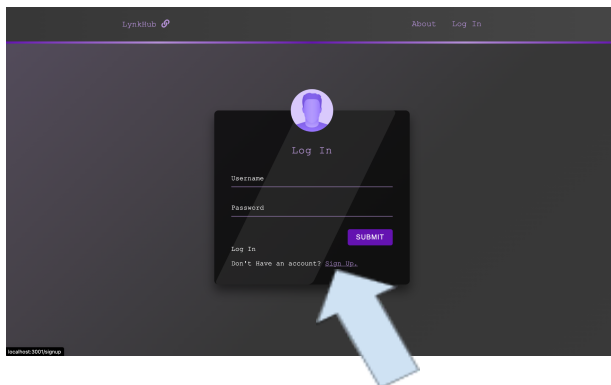 LynkHub
About Log In
Log In
Username
Password
SUBMIT
Log In
Don't Have an account? Sign Up.
localhost:3001/signup